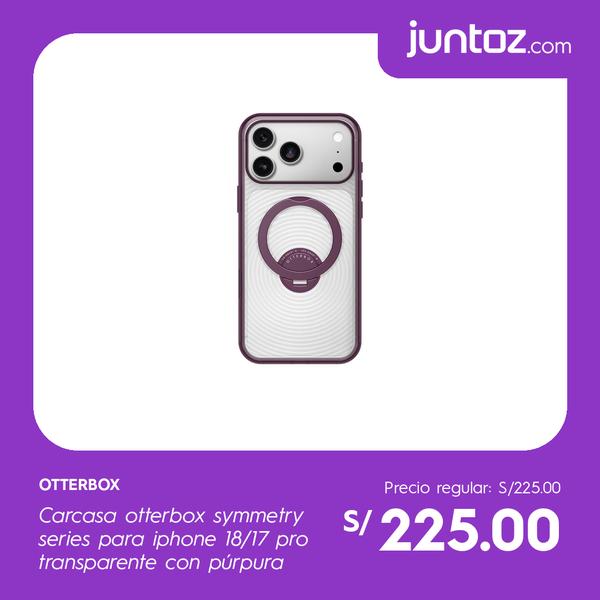 juntoz.com
OTTERBOX
OTTERBOX
Carcasa otterbox symmetry
series para iphone 18/17 pro
transparente con púrpura
Precio regular: S/225.00
S/ 225.00